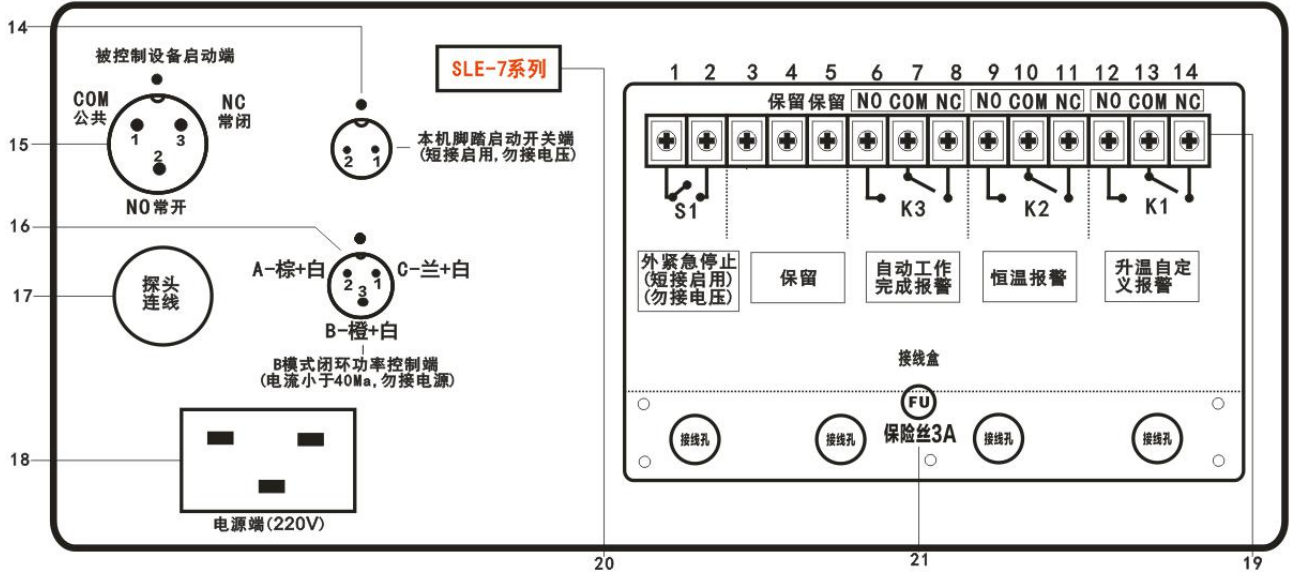 14
被控制设备启动端
COM
公共
NC
常闭
1
3
2
NO常开
15
SLE-7系列
2 1
本机脚踏启动开关端
(短接启用,勿接电压)
16
A-棕+白
C-兰+白
2 1
3
B-橙+白
B模式闭环功率控制端
(电流小于40Ma,勿接电源)
17
探头
连线
18
电源端(220V)
1 2 3 4 5 6 7 8 9 10 11 12 13 14
保留 保留 NO COM NC NO COM NC NO COM NC
S1 K3 K2 K1
外紧急停止
(短接启用)
(勿接电压)
保留
自动工作
完成报警
恒温报警
升温自定
义报警
接线盒
FU
保险丝3A
接线孔 接线孔 接线孔 接线孔
20 21 19